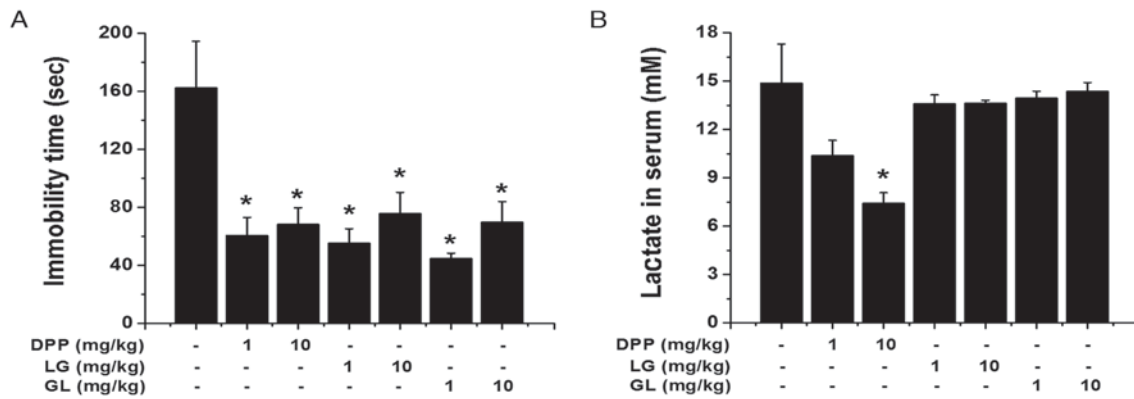 A
B
Immobility time (sec)
200
160
120
80
40
0
* * * * * *
DPP (mg/kg) - 1 10 - - - -
LG (mg/kg) - - - 1 10 - -
GL (mg/kg) - - - - - 1 10
Lactate in serum (mM)
18
15
12
9
6
3
0
*
DPP (mg/kg) - 1 10 - - - -
LG (mg/kg) - - - 1 10 - -
GL (mg/kg) - - - - - 1 10